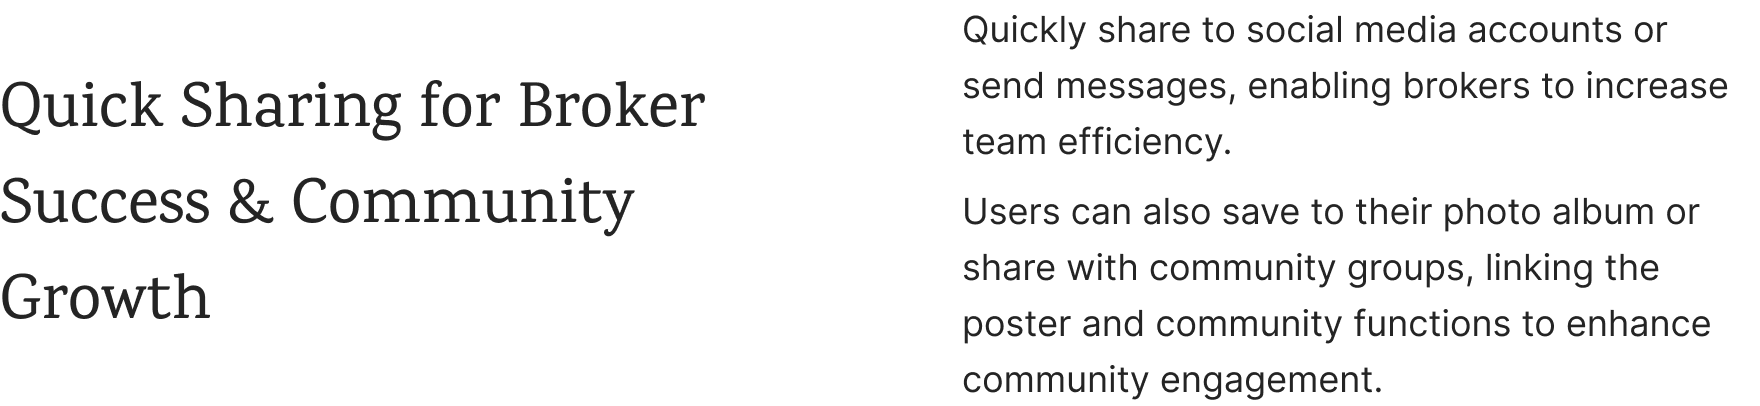 Quick Sharing for Broker
Success & Community
Growth
Quickly share to social media accounts or
send messages, enabling brokers to increase
team efficiency.
Users can also save to their photo album or
share with community groups, linking the
poster and community functions to enhance
community engagement.